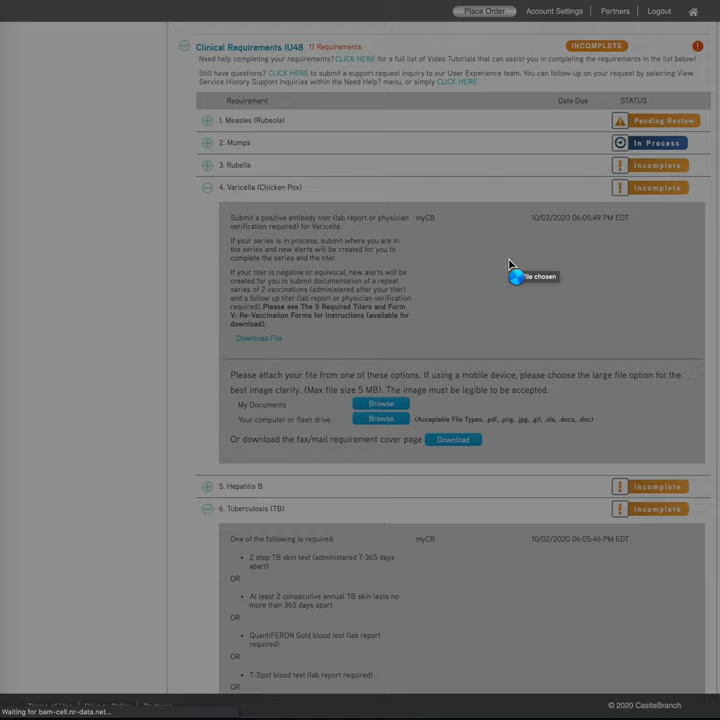 Place Order Account Settings Partners Logout
Clinical Requirements IU48 11 Requirements INCOMPLETE !
Need help completing your requirements? CLICK HERE for a full list of Video Tutorials that can assist you in completing the requirements in the list below!
Still have questions? CLICK HERE to submit a support request inquiry to our User Experience team. You can follow-up on your request by selecting View
Service History Support Inquiries within the Need Help? menu, or simply CLICK HERE!
Requirement Date Due STATUS
1. Measles (Rubeola) Pending Review
2. Mumps In Process
3. Rubella Incomplete
4. Varicella (Chicken Pox) Incomplete
Submit a positive antibody titer (lab report or physician myCB 10/02/2020 06:05:49 PM EDT
verification required) for Varicella.
If your series is in process, submit where you are in
the series and new alerts will be created for you to
complete the series and the titer.
If your titer is negative or equivocal, new alerts will be
created for you to submit documentation of a repeat
series of 2 vaccinations (administered after your titer)
and a follow up titer (lab report or physician verification
required). Please see The 5 Required Titers and Form
V: Re-Vaccination Forms for instructions (available for
download).
file chosen
Download File
Please attach your file from one of these options. If using a mobile device, please choose the large file option for the
best image clarity. (Max file size 5 MB). The image must be legible to be accepted.
My Documents Browse
Your computer or flash drive Browse (Acceptable File Types: .pdf, .png, .jpg, .gif, .xls, .docx, .doc)
Or download the fax/mail requirement cover page Download
5. Hepatitis B Incomplete
6. Tuberculosis (TB) Incomplete
One of the following is required: myCB 10/02/2020 06:05:46 PM EDT
• 2 step TB skin test (administered 7-365 days
apart)
OR
• At least 2 consecutive annual TB skin tests no
more than 365 days apart
OR
• QuantiFERON Gold blood test (lab report
required)
OR
• T-Spot blood test (lab report required)
OR
Terms of Use Privacy Policy Partners © 2020 CastleBranch
Waiting for bam-cell.nr-data.net...